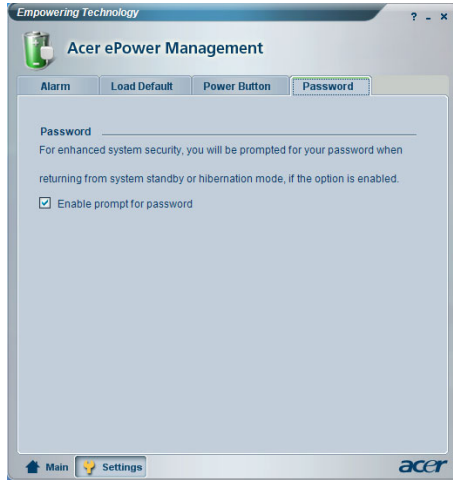 Empowering Technology
? - ×
Acer ePower Management
Alarm Load Default Power Button Password
Password
For enhanced system security, you will be prompted for your password when
returning from system standby or hibernation mode, if the option is enabled.
Enable prompt for password
Main Settings acer